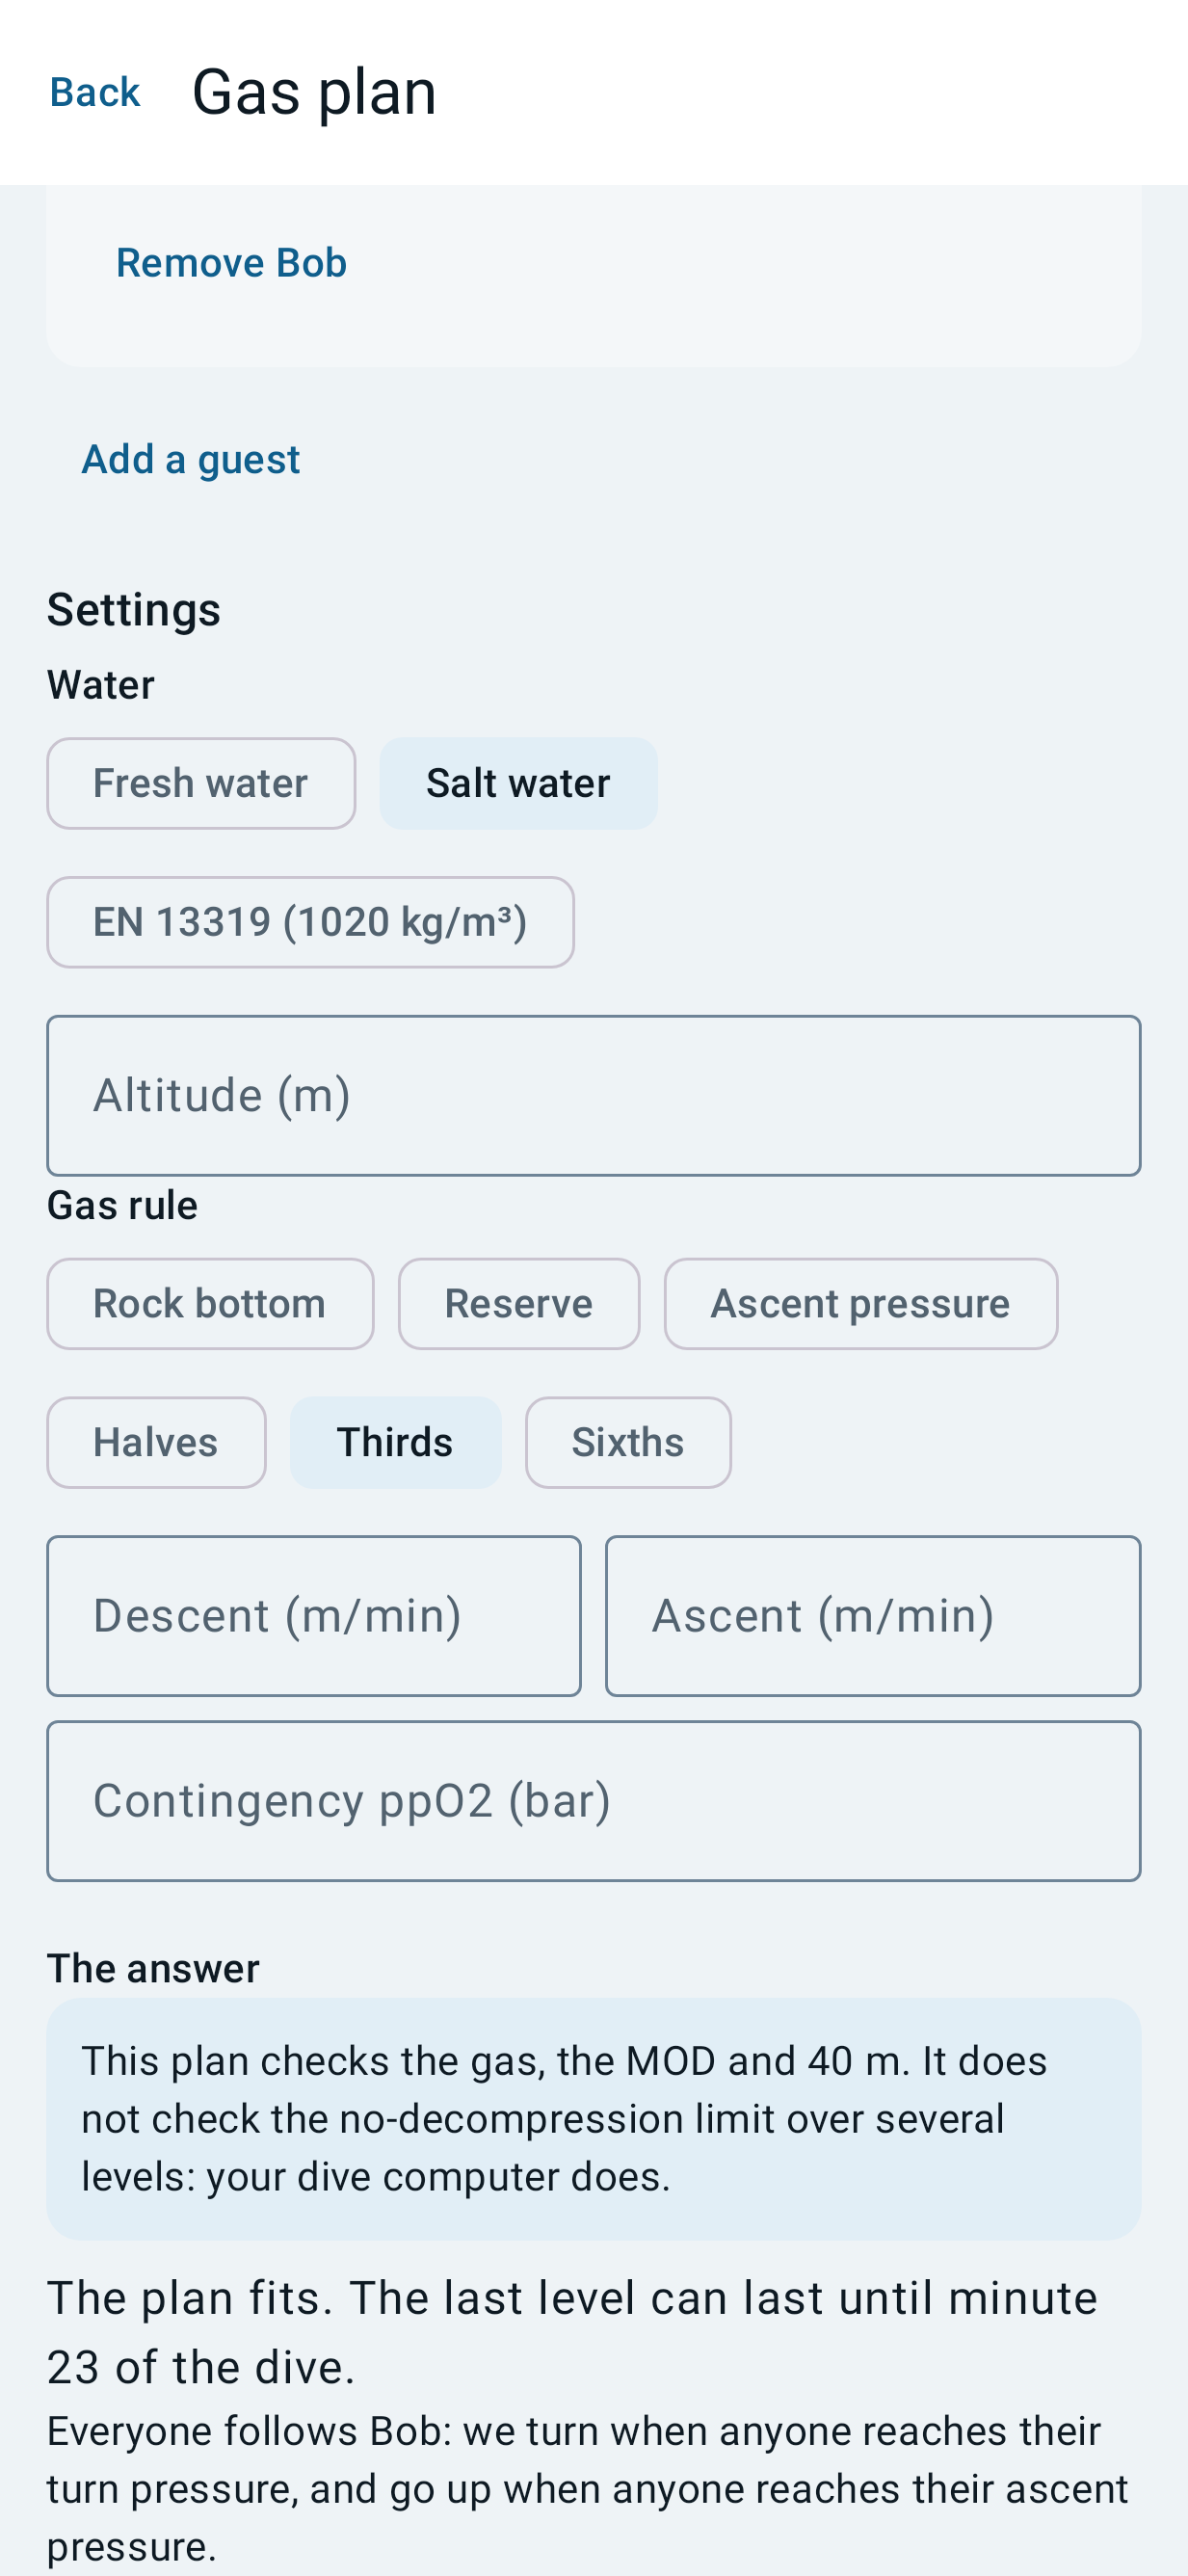 Back Gas plan
Remove Bob
Add a guest
Settings
Water
Fresh water Salt water
EN 13319 (1020 kg/m³)
Altitude (m)
Gas rule
Rock bottom Reserve Ascent pressure
Halves Thirds Sixths
Descent (m/min) Ascent (m/min)
Contingency ppO2 (bar)
The answer
This plan checks the gas, the MOD and 40 m. It does
not check the no-decompression limit over several
levels: your dive computer does.
The plan fits. The last level can last until minute
23 of the dive.
Everyone follows Bob: we turn when anyone reaches their
turn pressure, and go up when anyone reaches their ascent
pressure.